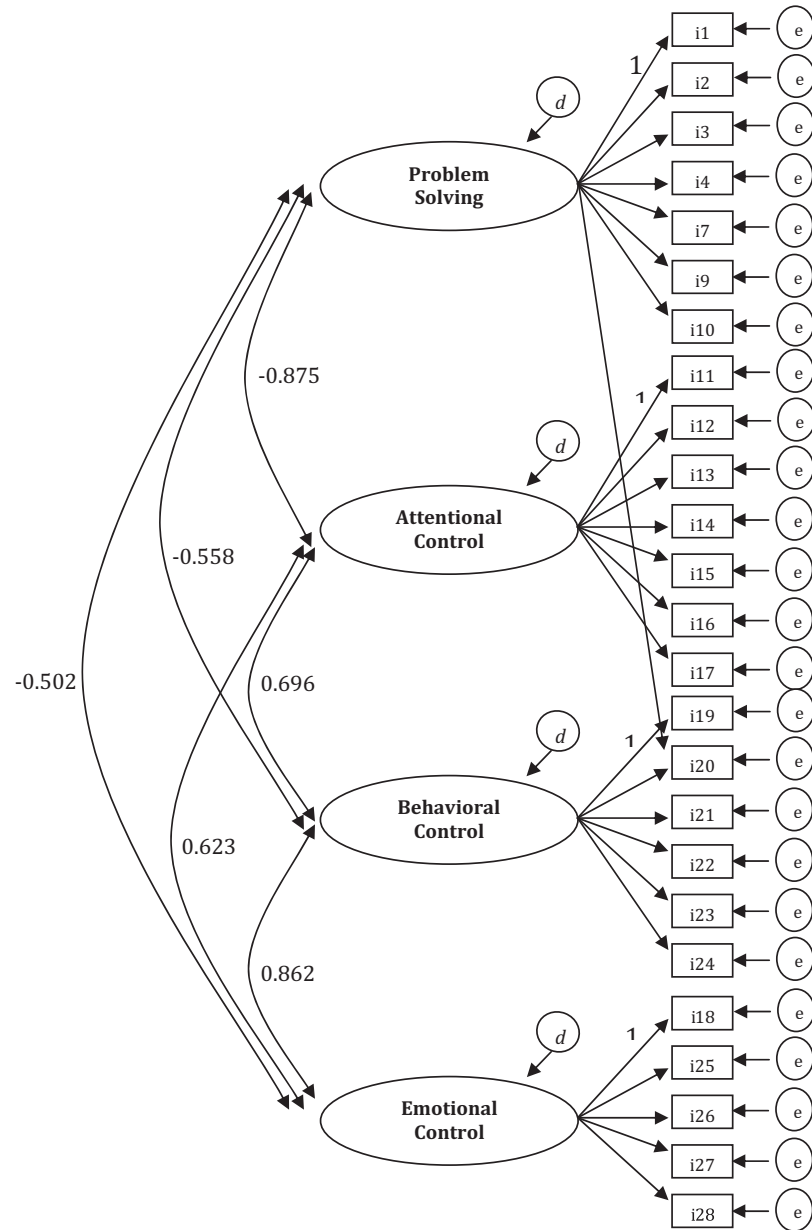 i1
e
1
i2
e
d
i3
e
Problem
Solving
i4
e
i7
e
i9
e
i10
e
i11
e
-0.875
1
i12
e
d
i13
e
Attentional
Control
i14
e
-0.558
i15
e
i16
e
i17
e
-0.502
0.696
i19
e
d
1
i20
e
Behavioral
Control
i21
e
0.623
i22
e
i23
e
i24
e
0.862
i18
e
d
1
i25
e
Emotional
Control
i26
e
i27
e
i28
e